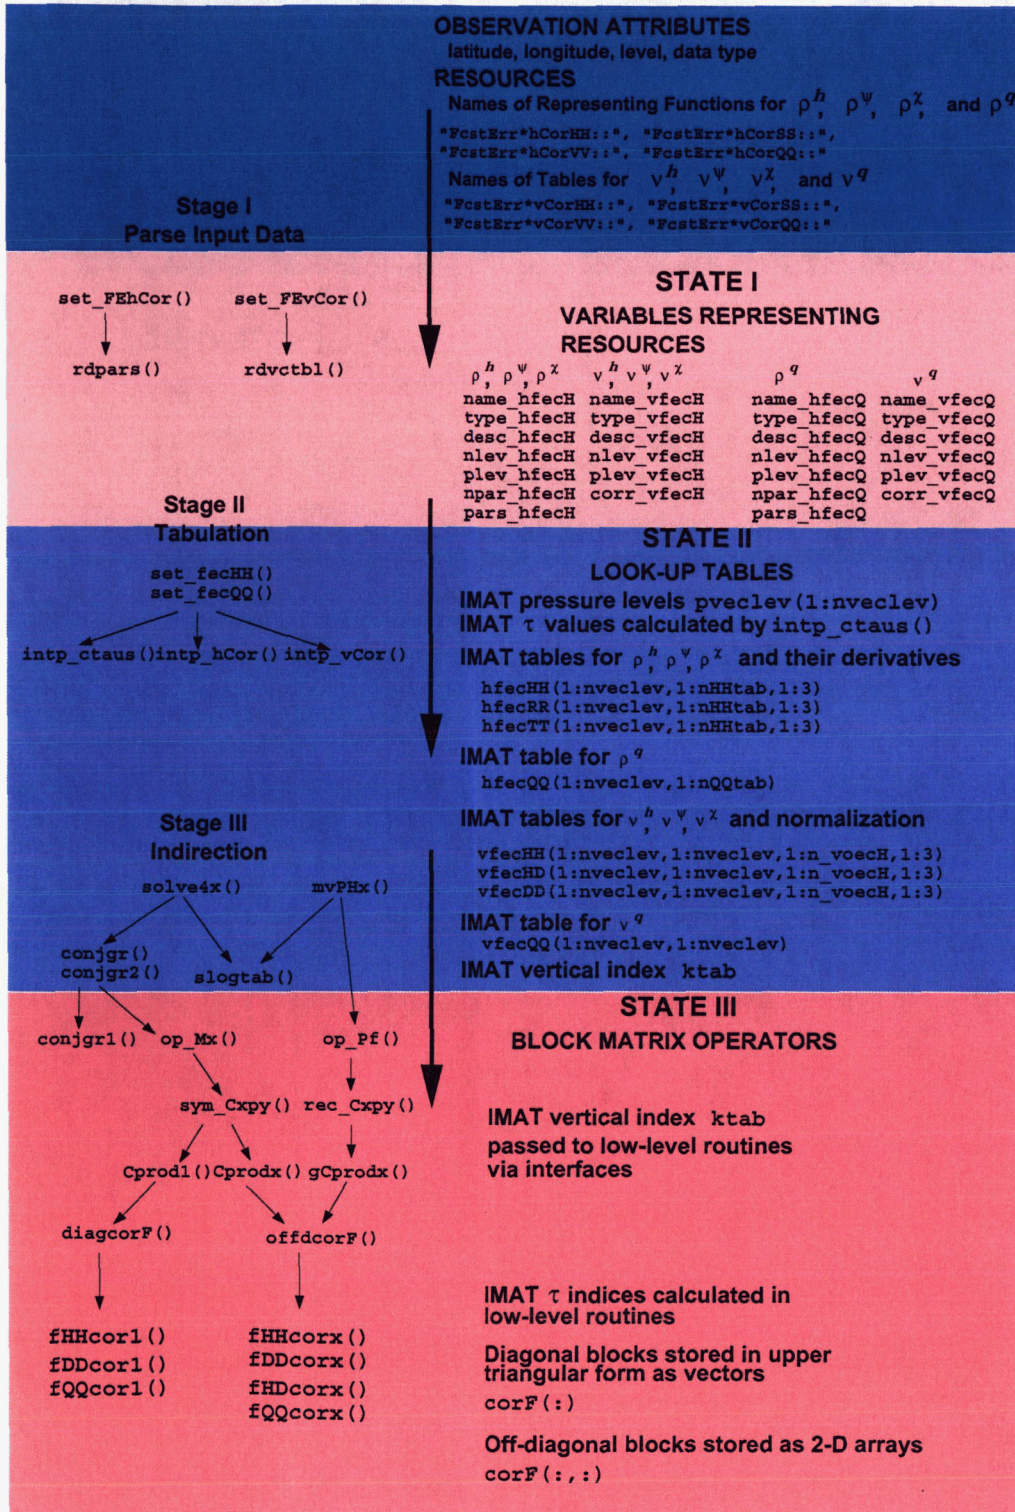 OBSERVATION ATTRIBUTES
latitude, longitude, level, data type
RESOURCES
Names of Representing Functions for ρ^h, ρ^ψ, ρ^χ, and ρ^q
"FcstErr*hCorHH::", "FcstErr*hCorSS::",
"FcstErr*hCorVV::", "FcstErr*hCorQQ::"
Names of Tables for ν^h, ν^ψ, ν^χ, and ν^q
"FcstErr*vCorHH::", "FcstErr*vCorSS::",
"FcstErr*vCorVV::", "FcstErr*vCorQQ::"
Stage I
Parse Input Data
set_FEhCor() set_FEvCor()
rdpars() rdvctbl()
STATE I
VARIABLES REPRESENTING
RESOURCES
ρ^h, ρ^ψ, ρ^χ ν^h, ν^ψ, ν^χ ρ^q ν^q
name_hfecH name_vfecH name_hfecQ name_vfecQ
type_hfecH type_vfecH type_hfecQ type_vfecQ
desc_hfecH desc_vfecH desc_hfecQ desc_vfecQ
nlev_hfecH nlev_vfecH nlev_hfecQ nlev_vfecQ
plev_hfecH plev_vfecH plev_hfecQ plev_vfecQ
npar_hfecH corr_vfecH npar_hfecQ corr_vfecQ
pars_hfecH pars_hfecQ
Stage II
Tabulation
set_fecHH()
set_fecQQ()
intp_ctaus() intp_hCor() intp_vCor()
STATE II
LOOK-UP TABLES
IMAT pressure levels pveclev(1:nveclev)
IMAT τ values calculated by intp_ctaus()
IMAT tables for ρ^h, ρ^ψ, ρ^χ and their derivatives
hfecHH(1:nveclev,1:nHHtab,1:3)
hfecRR(1:nveclev,1:nHHtab,1:3)
hfecTT(1:nveclev,1:nHHtab,1:3)
IMAT table for ρ^q
hfecQQ(1:nveclev,1:nQQtab)
IMAT tables for ν^h, ν^ψ, ν^χ and normalization
vfecHH(1:nveclev,1:nveclev,1:n_voecH,1:3)
vfecHD(1:nveclev,1:nveclev,1:n_voecH,1:3)
vfecDD(1:nveclev,1:nveclev,1:n_voecH,1:3)
IMAT table for ν^q
vfecQQ(1:nveclev,1:nveclev)
IMAT vertical index ktab
Stage III
Indirection
solve4x() mvPHx()
conjgr()
conjgr2() slogtab()
conjgr1() op_Mx() op_Pf()
sym_Cxpy() rec_Cxpy()
Cprod1() Cprodx() gCprodx()
diagcorF() offdcorF()
fHHcor1() fHHcorx()
fDDcor1() fDDcorx()
fQQcor1() fHDcorx()
fQQcorx()
STATE III
BLOCK MATRIX OPERATORS
IMAT vertical index ktab
passed to low-level routines
via interfaces
IMAT τ indices calculated in
low-level routines
Diagonal blocks stored in upper
triangular form as vectors
corF(:)
Off-diagonal blocks stored as 2-D arrays
corF(:,:)